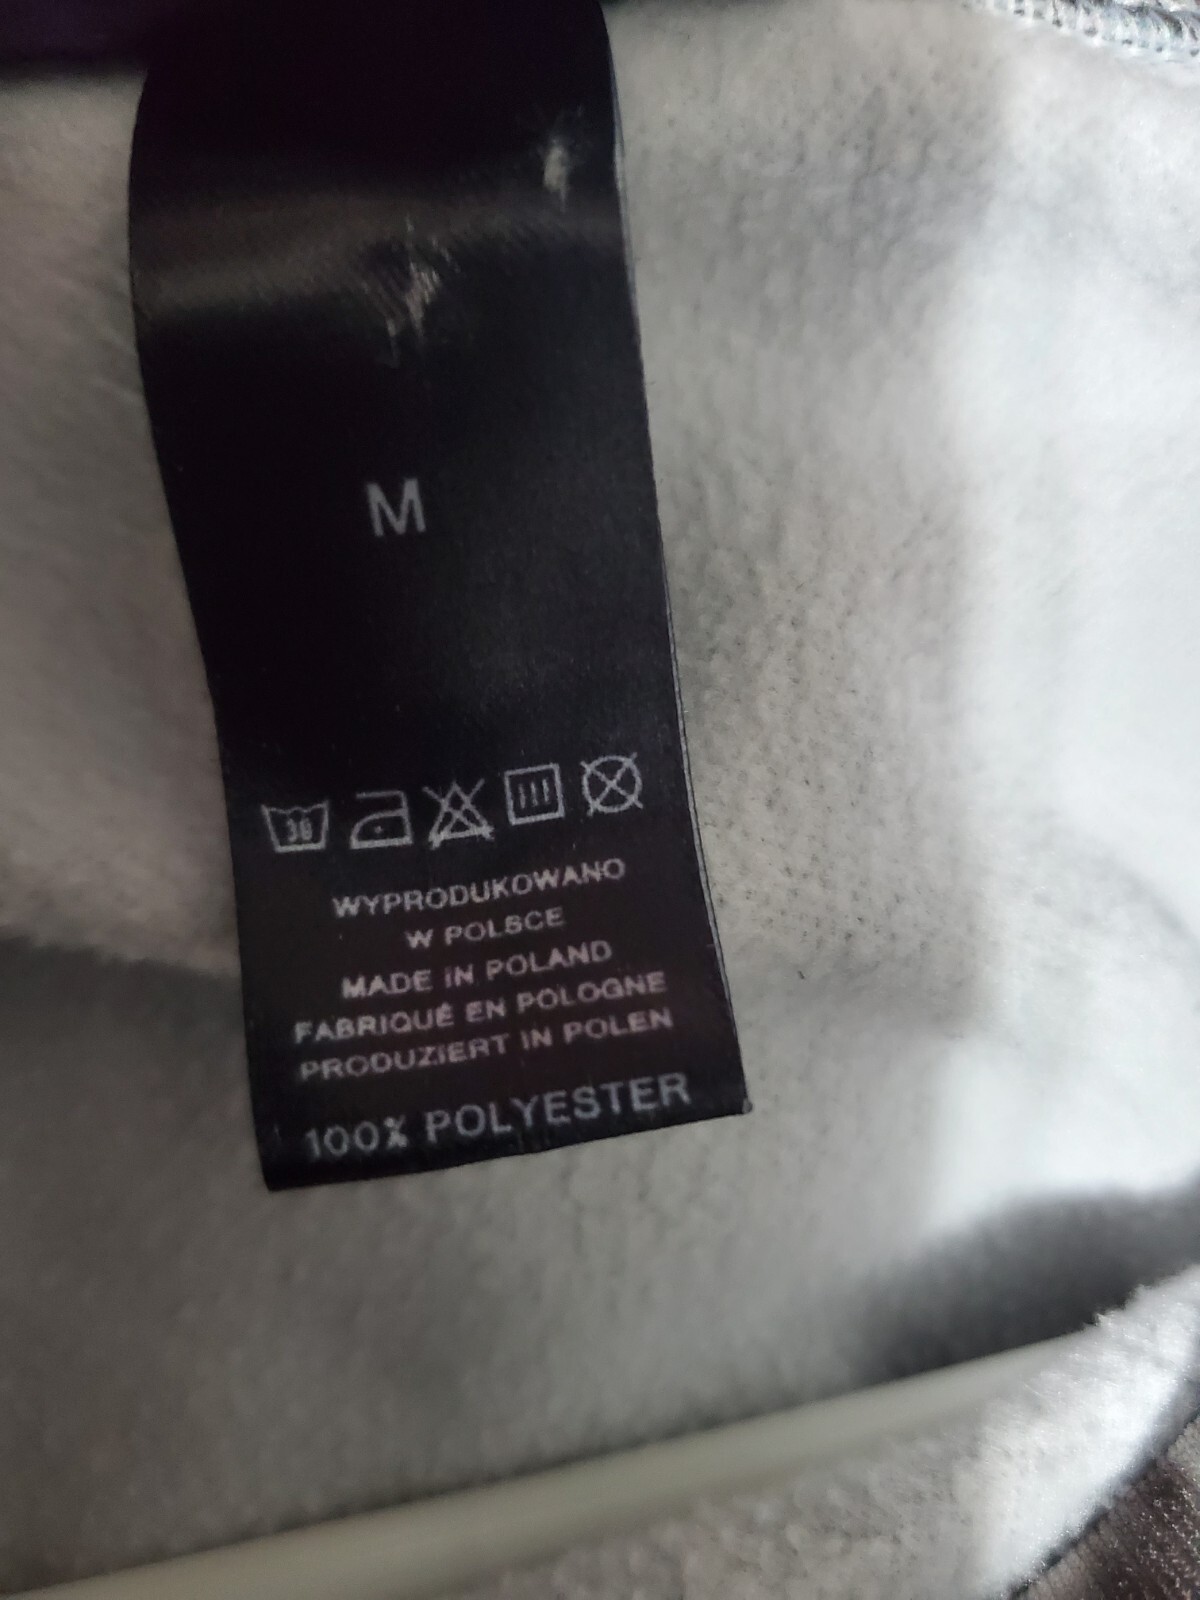 M
30
WYPRODUKOWANO
W POLSCE
MADE IN POLAND
FABRIQUÉ EN POLOGNE
PRODUZIERT IN POLEN
100% POLYESTER